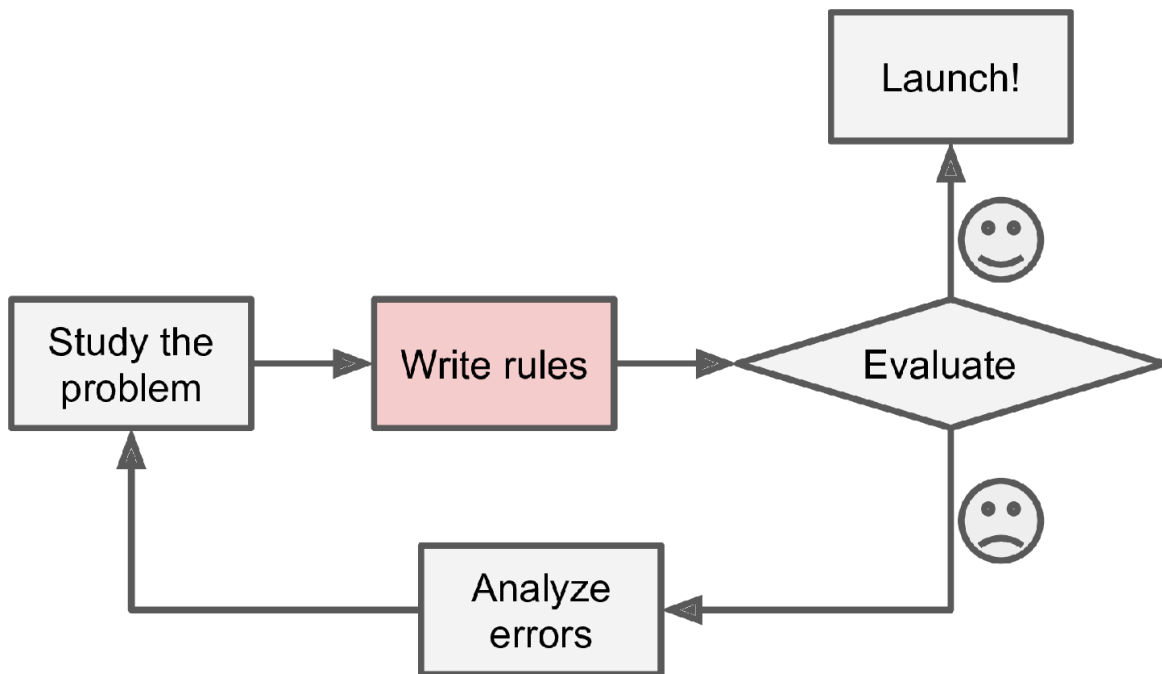 Launch!
Study the
problem
Write rules
Evaluate
Analyze
errors